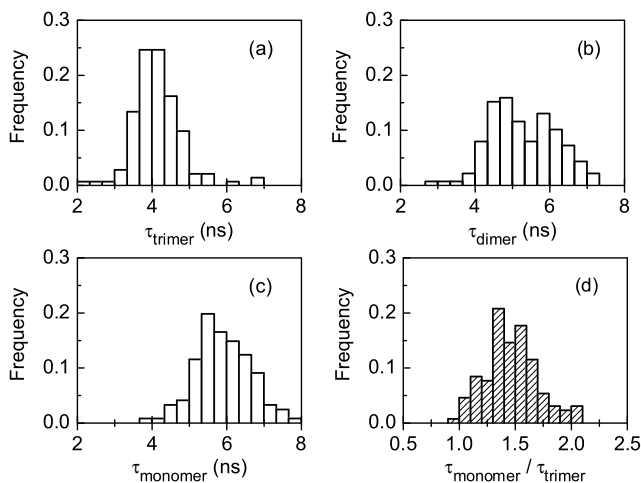 0.3
0.2
0.1
0.0
Frequency
(a)
2 4 6 8
τtrimer (ns)
0.3
0.2
0.1
0.0
Frequency
(b)
2 4 6 8
τdimer (ns)
0.3
0.2
0.1
0.0
Frequency
(c)
2 4 6 8
τmonomer (ns)
0.3
0.2
0.1
0.0
Frequency
(d)
0.5 1.0 1.5 2.0 2.5
τmonomer / τtrimer